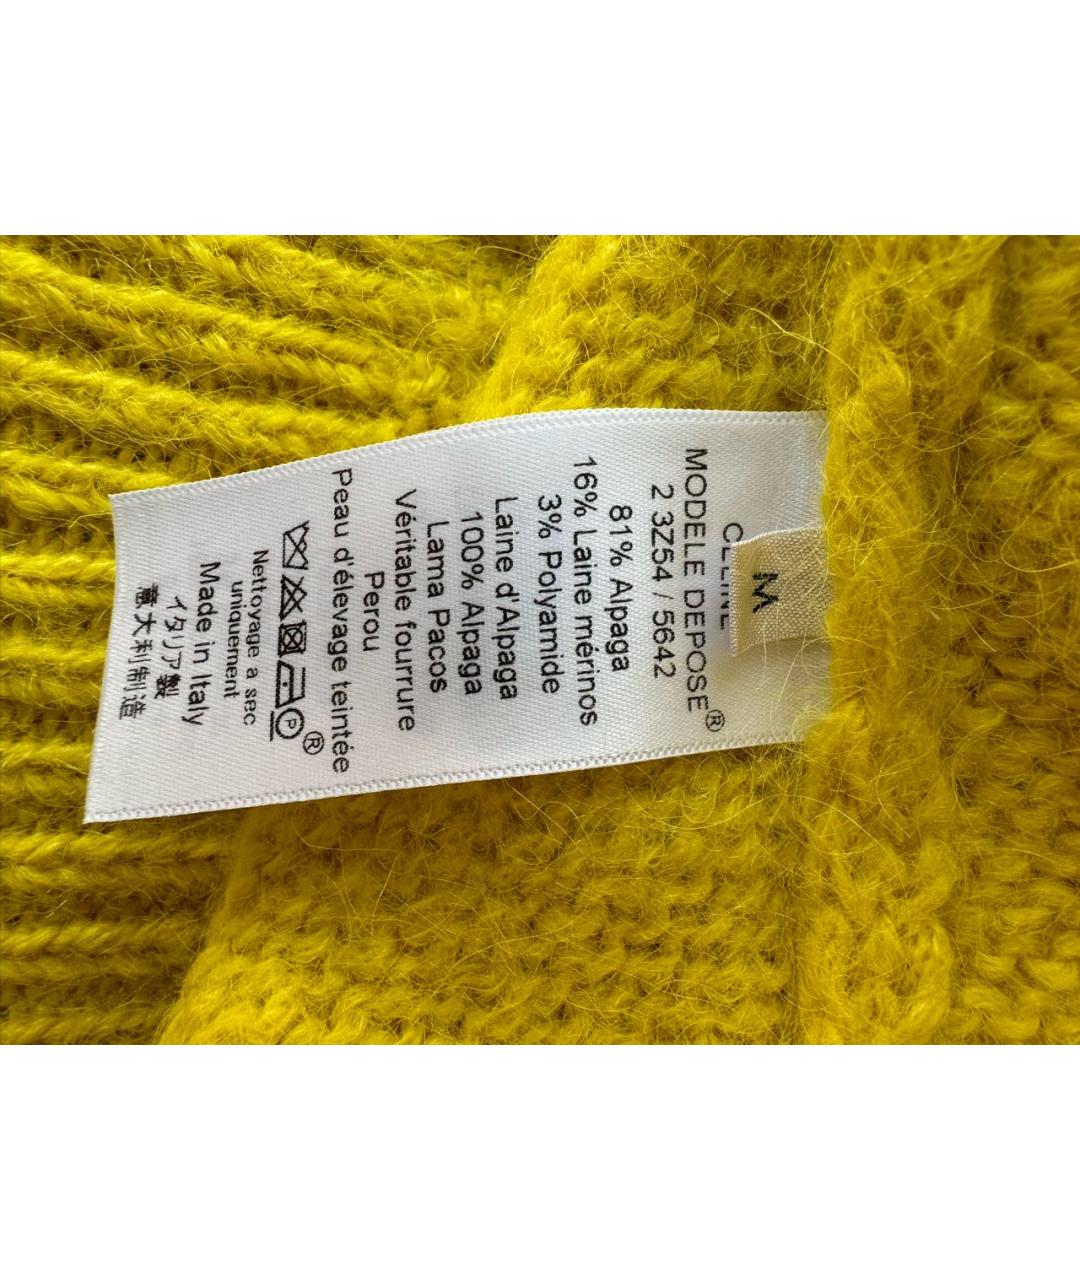 M
CELINE
MODELE DEPOSE®
2 3Z54 / 5642
81% Alpaga
16% Laine mérinos
3% Polyamide
Laine d'Alpaga
100% Alpaga
Lama Pacos
Véritable fourrure
Perou
Peau d'élevage teintée
P ®
Nettoyage a sec
uniquement
Made in Italy
イタリア製
意大利制造